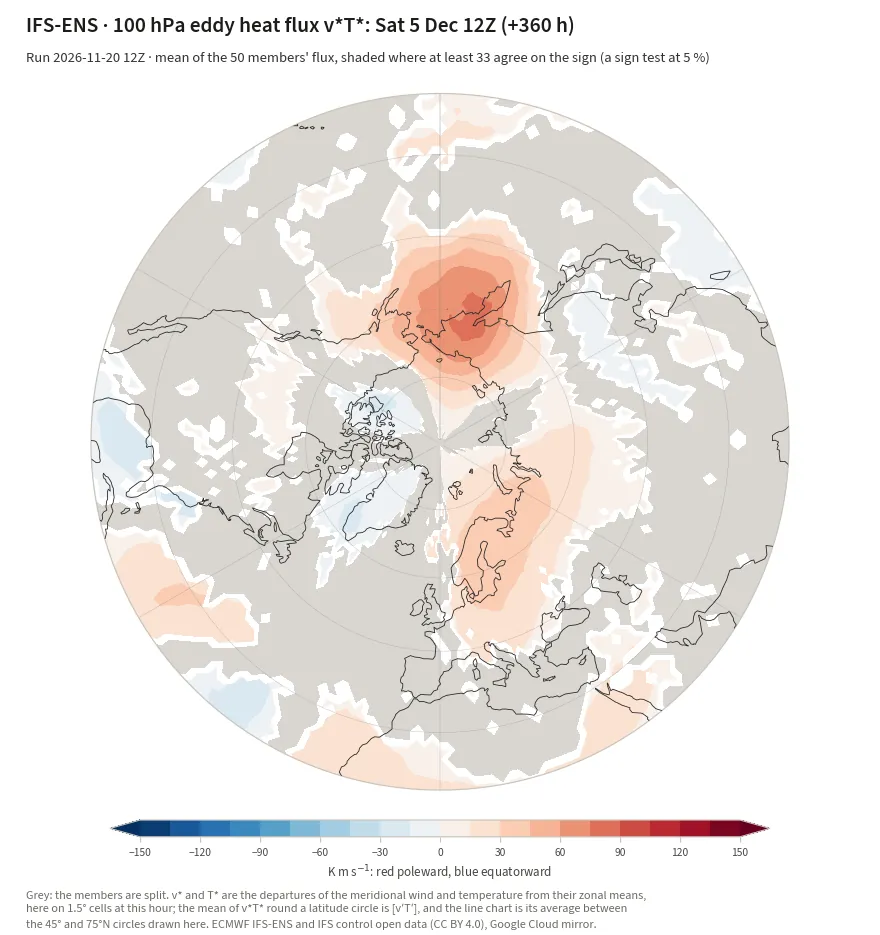 IFS-ENS · 100 hPa eddy heat flux v*T*: Sat 5 Dec 12Z (+360 h)
Run 2026-11-20 12Z · mean of the 50 members' flux, shaded where at least 33 agree on the sign (a sign test at 5 %)
−150 −120 −90 −60 −30 0 30 60 90 120 150
K m s⁻¹: red poleward, blue equatorward
Grey: the members are split. v* and T* are the departures of the meridional wind and temperature from their zonal means,
here on 1.5° cells at this hour; the mean of v*T* round a latitude circle is [v′T′], and the line chart is its average between
the 45° and 75°N circles drawn here. ECMWF IFS-ENS and IFS control open data (CC BY 4.0), Google Cloud mirror.